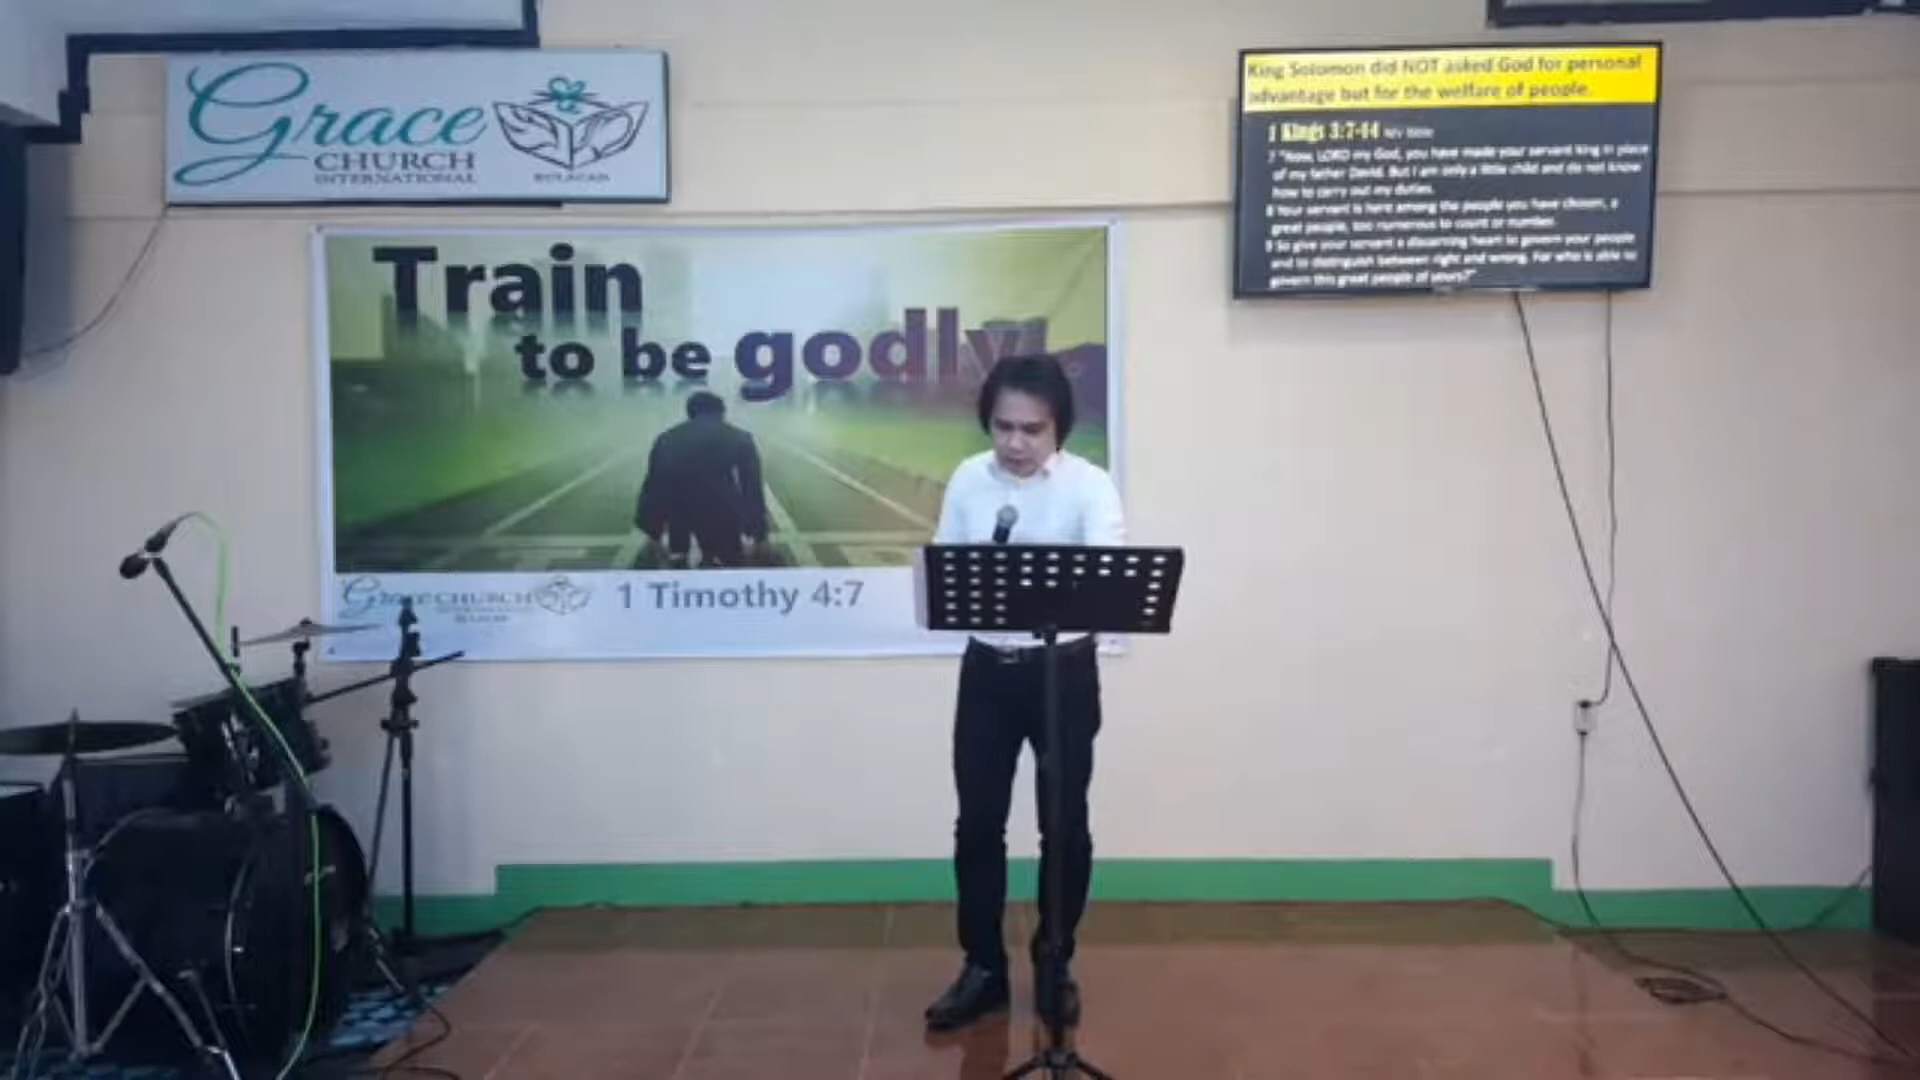 Grace
CHURCH
INTERNATIONAL
BULACAN
Train
to be godly
Grace CHURCH
1 Timothy 4:7
King Solomon did NOT asked God for personal
advantage but for the welfare of people.
1 Kings 3:7-14 NIV Bible
7 "Now, LORD my God, you have made your servant king in place
of my father David. But I am only a little child and do not know
how to carry out my duties.
8 Your servant is here among the people you have chosen, a
great people, too numerous to count or number.
9 So give your servant a discerning heart to govern your people
and to distinguish between right and wrong. For who is able to
govern this great people of yours?"